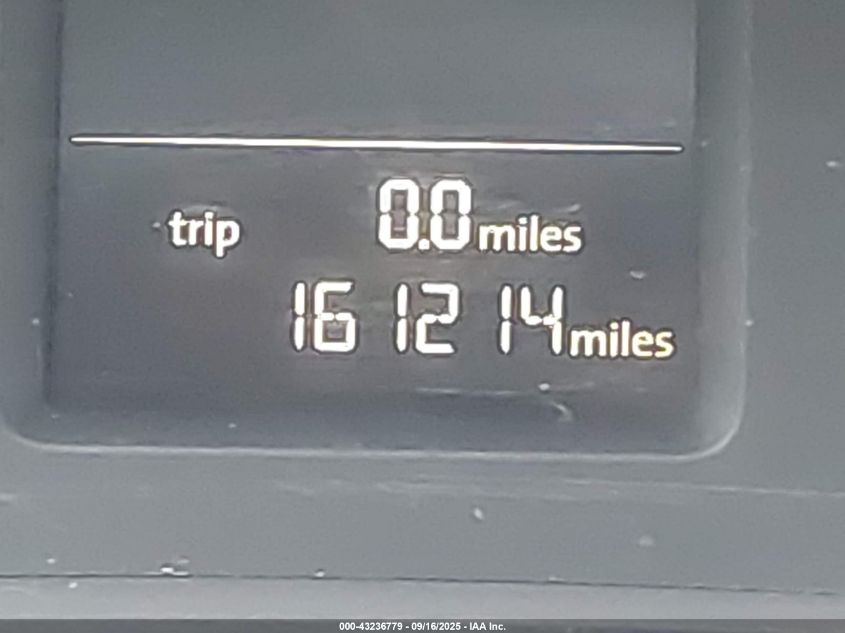 trip 0.0 miles
161214 miles
000-43236779 - 09/16/2025 - IAA Inc.